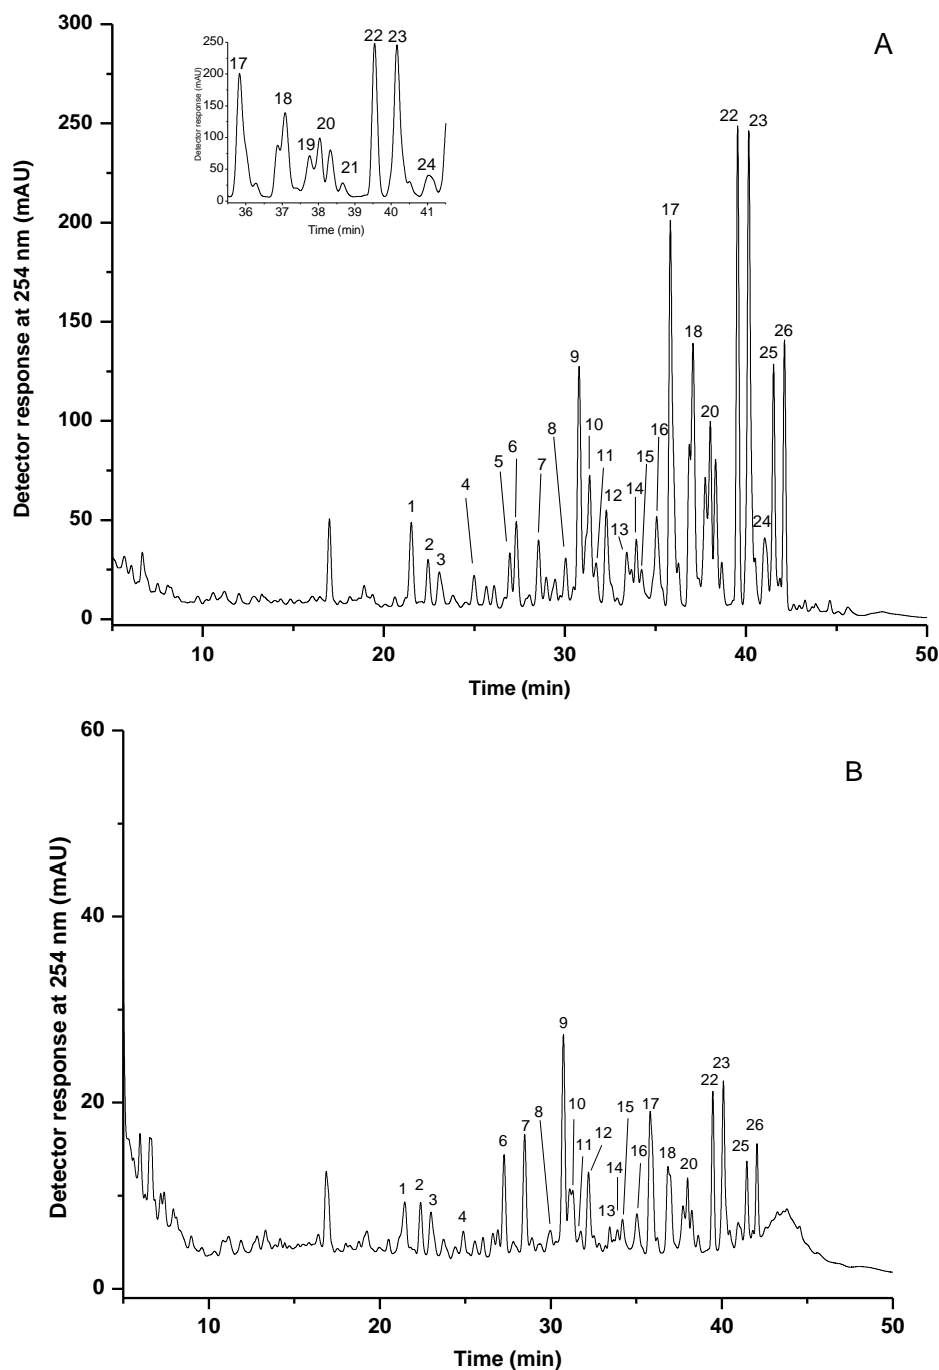 A
Detector response at 254 nm (mAU)
300
250
200
150
100
50
0
10 20 30 40 50
Time (min)
1 2 3 4 5 6 7 8 9 10 11 12 13 14 15 16 17 18 20 22 23 24 25 26
Detector response (mAU)
250
200
150
100
50
0
36 37 38 39 40 41
Time (min)
17 18 19 20 21 22 23 24
B
Detector response at 254 nm (mAU)
60
40
20
0
10 20 30 40 50
Time (min)
1 2 3 4 6 7 8 9 10 11 12 13 14 15 16 17 18 20 22 23 25 26